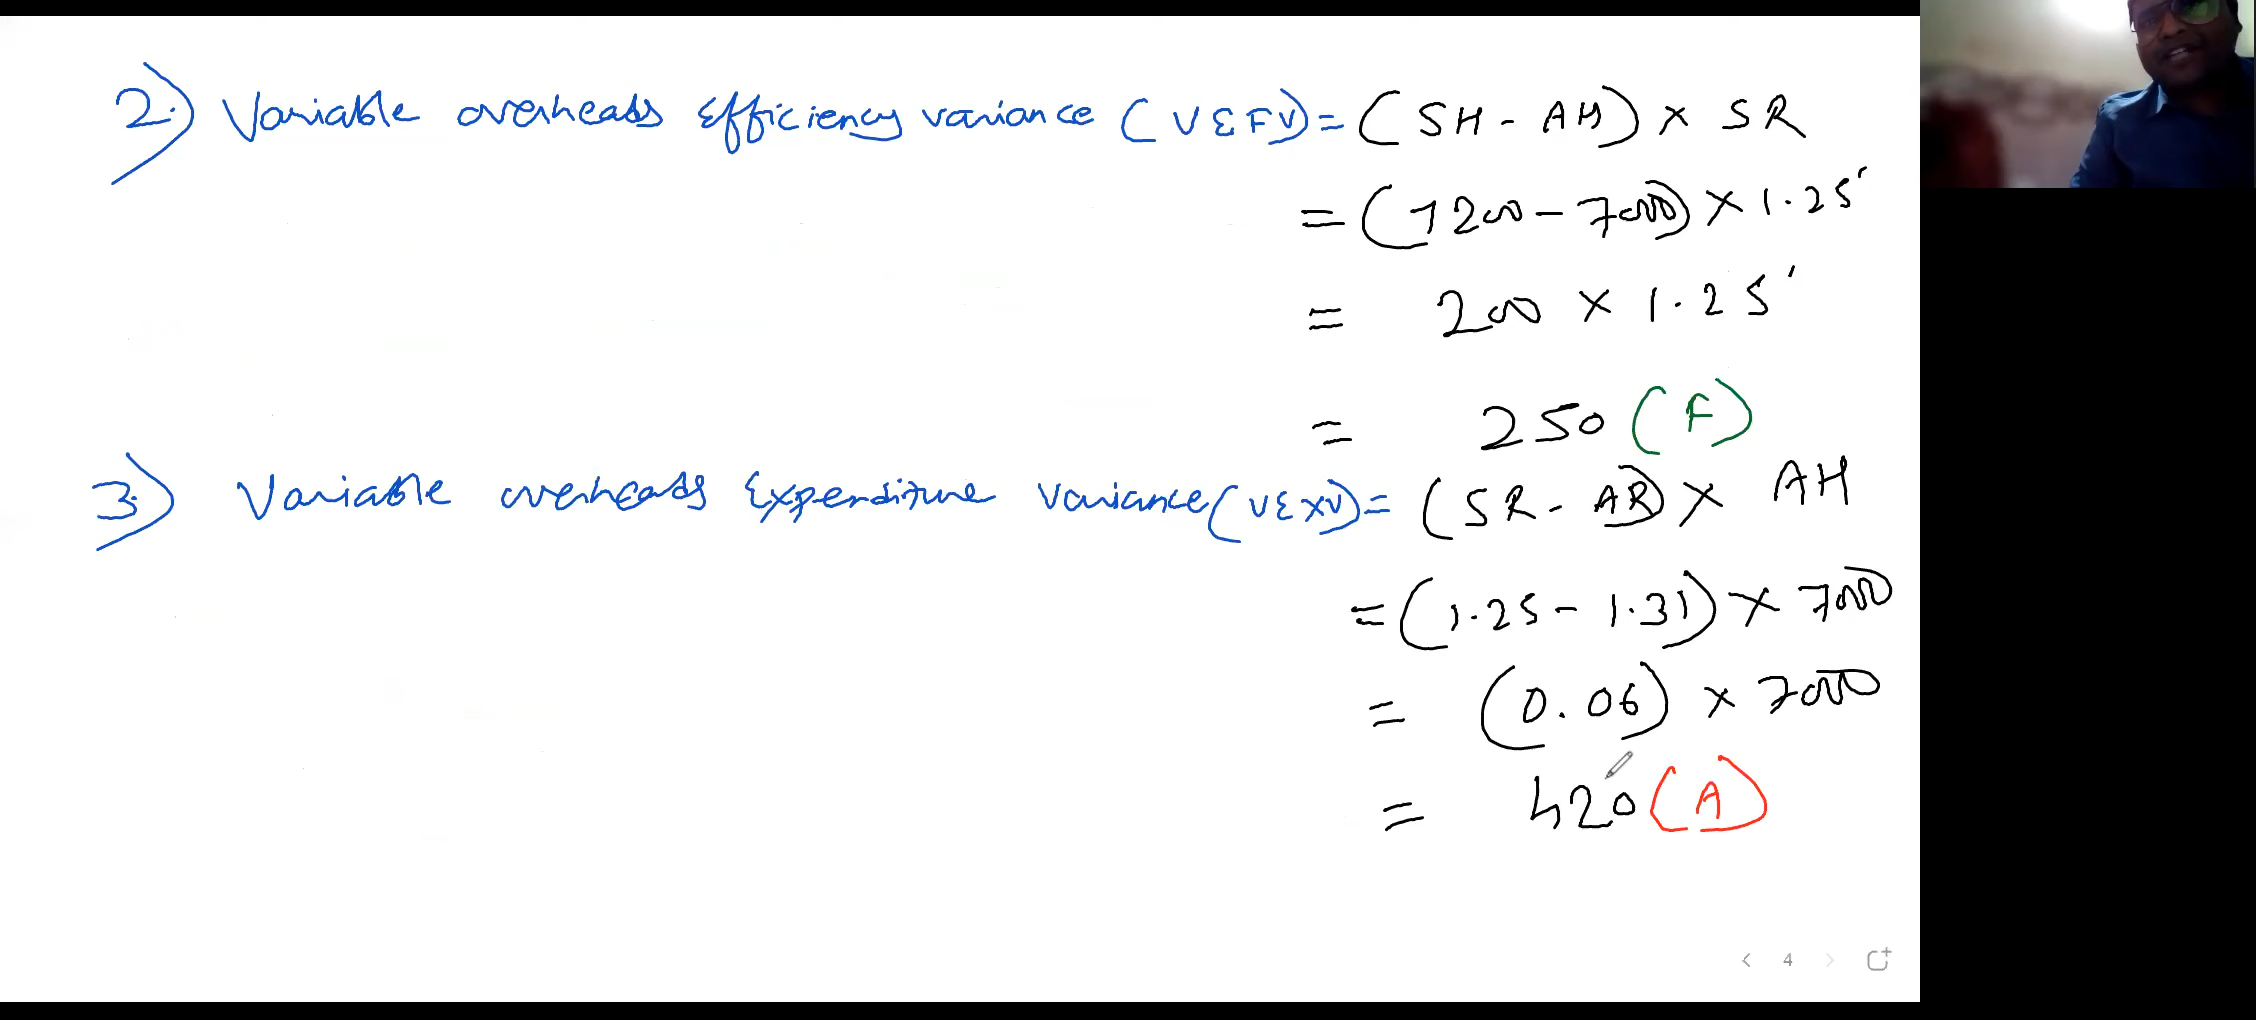 2.) Variable overheads Efficiency variance (VEFV) = (SH - AH) × SR
= (7200 - 7000) × 1.25
= 200 × 1.25
= 250 (F)
3.) Variable overheads Expenditure variance (VEXV) = (SR - AR) × AH
= (1.25 - 1.31) × 7000
= (0.06) × 7000
= 420 (A)
4